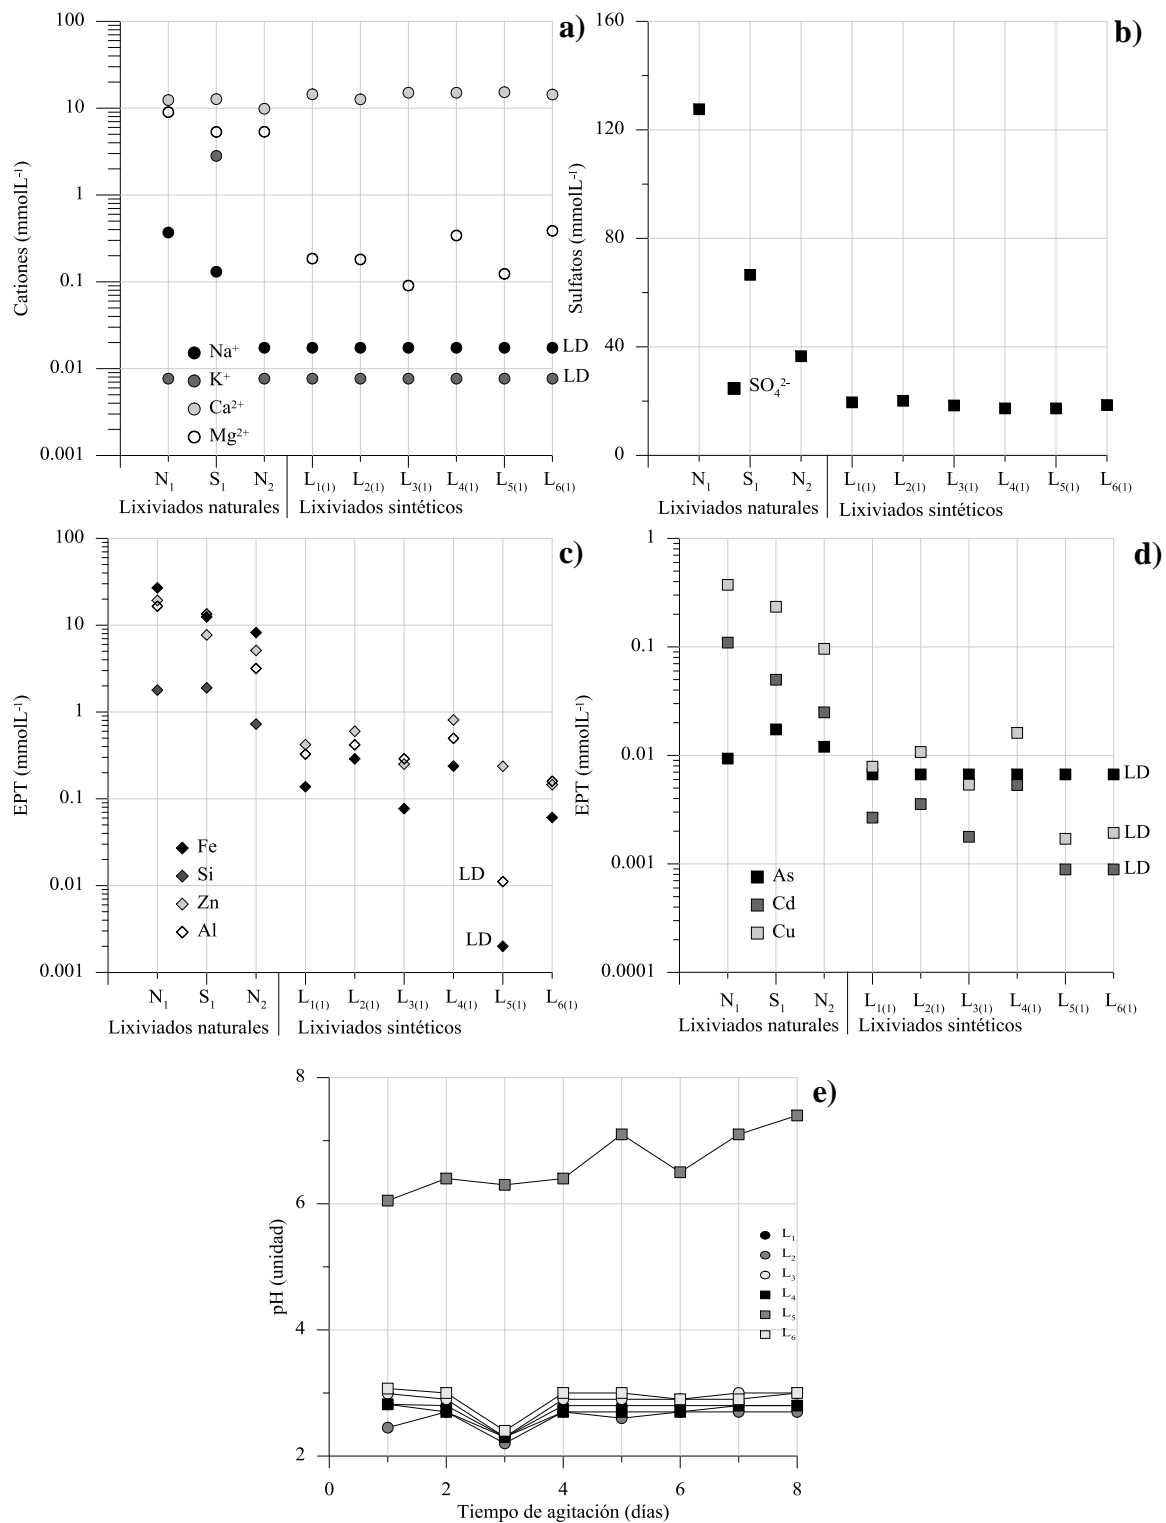 a)
100
10
1
0.1
0.01
0.001
Cationes (mmolL⁻¹)
Na⁺
K⁺
Ca²⁺
Mg²⁺
LD
LD
N₁ S₁ N₂ L₁₍₁₎ L₂₍₁₎ L₃₍₁₎ L₄₍₁₎ L₅₍₁₎ L₆₍₁₎
Lixiviados naturales Lixiviados sintéticos
b)
160
120
80
40
0
Sulfatos (mmolL⁻¹)
SO₄²⁻
N₁ S₁ N₂ L₁₍₁₎ L₂₍₁₎ L₃₍₁₎ L₄₍₁₎ L₅₍₁₎ L₆₍₁₎
Lixiviados naturales Lixiviados sintéticos
c)
100
10
1
0.1
0.01
0.001
EPT (mmolL⁻¹)
Fe
Si
Zn
Al
LD
LD
N₁ S₁ N₂ L₁₍₁₎ L₂₍₁₎ L₃₍₁₎ L₄₍₁₎ L₅₍₁₎ L₆₍₁₎
Lixiviados naturales Lixiviados sintéticos
d)
1
0.1
0.01
0.001
0.0001
EPT (mmolL⁻¹)
As
Cd
Cu
LD
LD
LD
N₁ S₁ N₂ L₁₍₁₎ L₂₍₁₎ L₃₍₁₎ L₄₍₁₎ L₅₍₁₎ L₆₍₁₎
Lixiviados naturales Lixiviados sintéticos
e)
8
6
4
2
pH (unidad)
L₁
L₂
L₃
L₄
L₅
L₆
0 2 4 6 8
Tiempo de agitación (días)